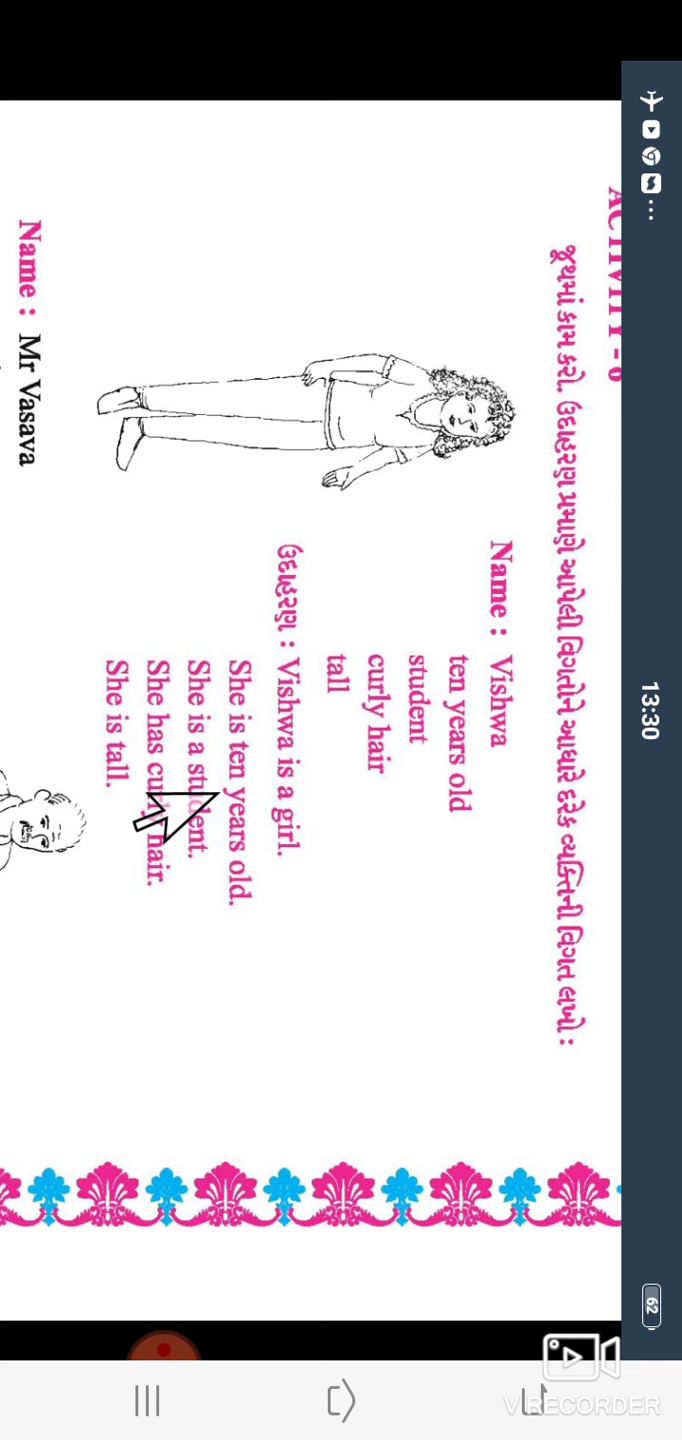 13:30
62
ACTIVITY - 6
જૂથમાં કામ કરો. ઉદાહરણ પ્રમાણે આપેલી વિગતોને આધારે દરેક વ્યક્તિની વિગત લખો :
Name : Vishwa
ten years old
student
curly hair
tall
ઉદાહરણ : Vishwa is a girl.
She is ten years old.
She is a student.
She has curly hair.
She is tall.
Name : Mr Vasava
V RECORDER